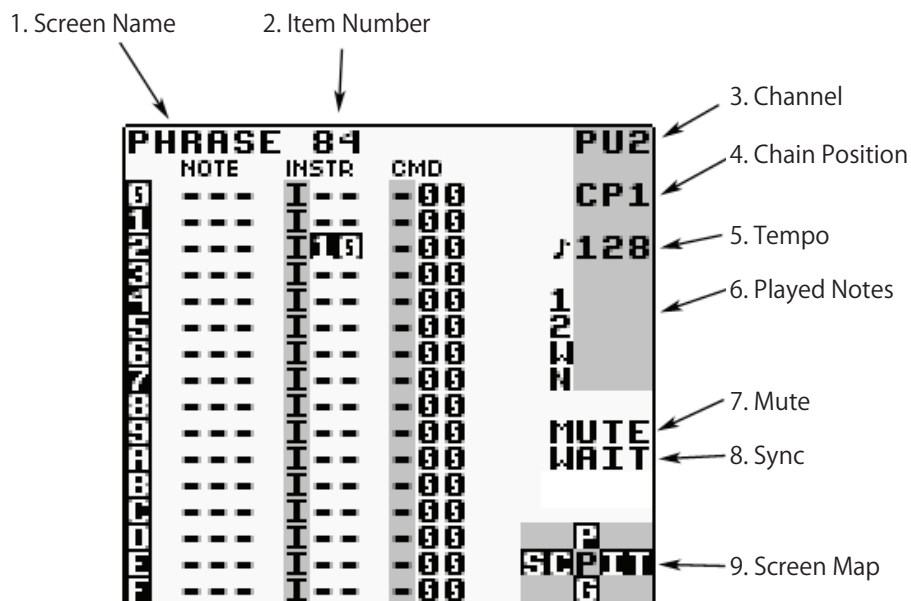 1. Screen Name 2. Item Number
3. Channel
4. Chain Position
5. Tempo
6. Played Notes
7. Mute
8. Sync
9. Screen Map
PHRASE 84 PU2
NOTE INSTR CMD
0 --- I-- -00 CP1
1 --- I-- -00
2 --- I10 -00 ♪128
3 --- I-- -00
4 --- I-- -00 1
5 --- I-- -00 2
6 --- I-- -00 W
7 --- I-- -00 N
8 --- I-- -00
9 --- I-- -00 MUTE
A --- I-- -00 WAIT
B --- I-- -00
C --- I-- -00
D --- I-- -00 P
E --- I-- -00 SCPIT
F --- I-- -00 G